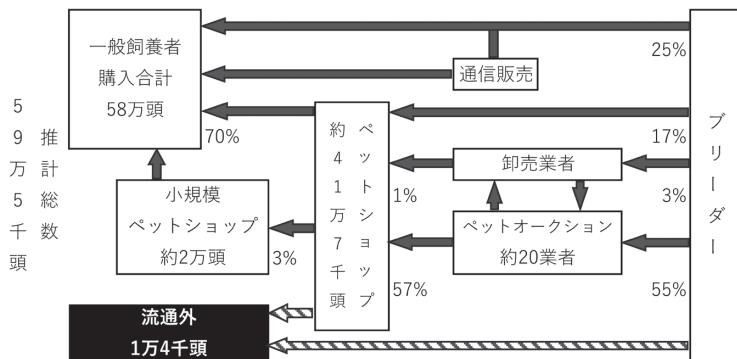 推計総数
59万5千頭
一般飼養者
購入合計
58万頭
70%
小規模
ペットショップ
約2万頭
3%
流通外
1万4千頭
ペットショップ
約41万7千頭
1%
57%
通信販売
卸売業者
ペットオークション
約20業者
25%
17%
3%
55%
ブリーダー